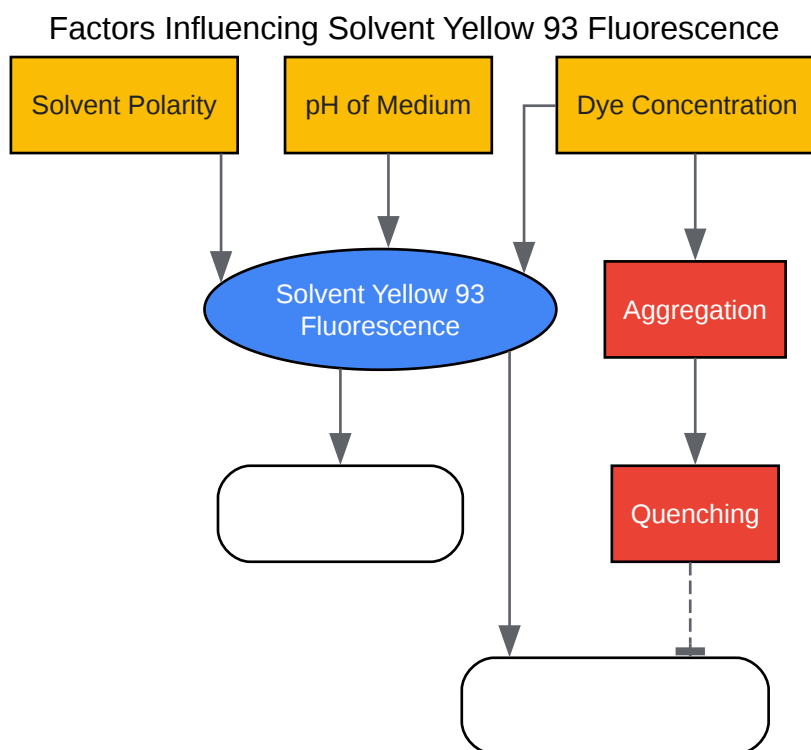 Factors Influencing Solvent Yellow 93 Fluorescence
Solvent Polarity
pH of Medium
Dye Concentration
Solvent Yellow 93
Fluorescence
Aggregation
Quenching